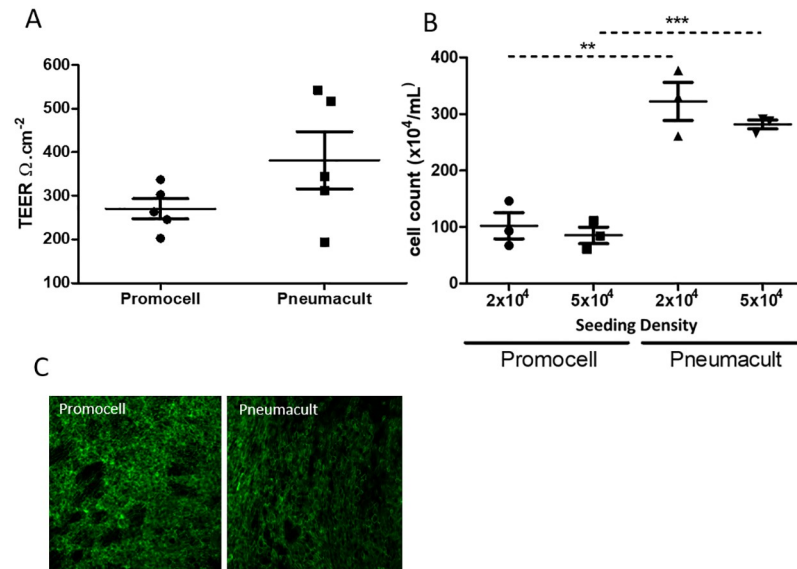 A
TEER Ω.cm-2
600
500
400
300
200
100
Promocell Pneumacult
B
cell count (x10⁴/mL)
** ***
400
300
200
100
0
2x10⁴ 5x10⁴ 2x10⁴ 5x10⁴
Seeding Density
Promocell Pneumacult
C
Promocell Pneumacult